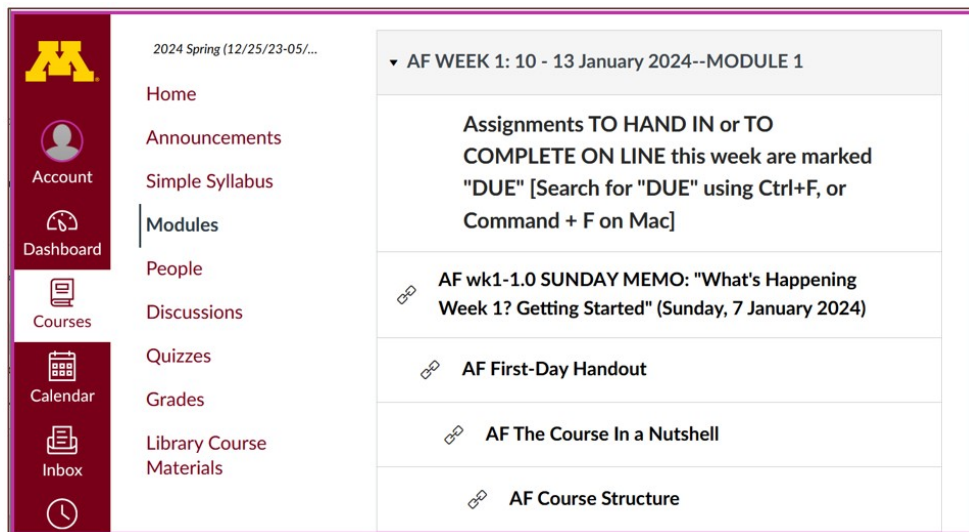 M
Account
Dashboard
Courses
Calendar
Inbox
2024 Spring (12/25/23-05/...
Home
Announcements
Simple Syllabus
Modules
People
Discussions
Quizzes
Grades
Library Course
Materials
AF WEEK 1: 10 - 13 January 2024--MODULE 1
Assignments TO HAND IN or TO
COMPLETE ON LINE this week are marked
"DUE" [Search for "DUE" using Ctrl+F, or
Command + F on Mac]
AF wk1-1.0 SUNDAY MEMO: "What's Happening
Week 1? Getting Started" (Sunday, 7 January 2024)
AF First-Day Handout
AF The Course In a Nutshell
AF Course Structure